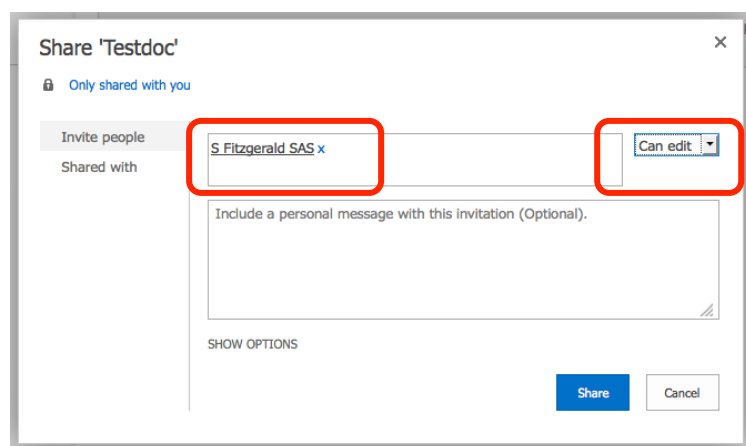 Share 'Testdoc'
Only shared with you
Invite people
Shared with
S Fitzgerald SAS x
Can edit
Include a personal message with this invitation (Optional).
SHOW OPTIONS
Share
Cancel